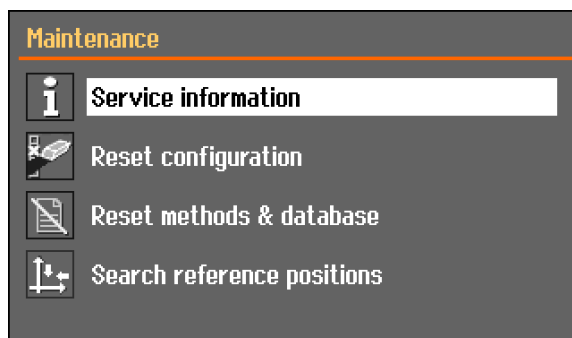 Maintenance
Service information
Reset configuration
Reset methods & database
Search reference positions